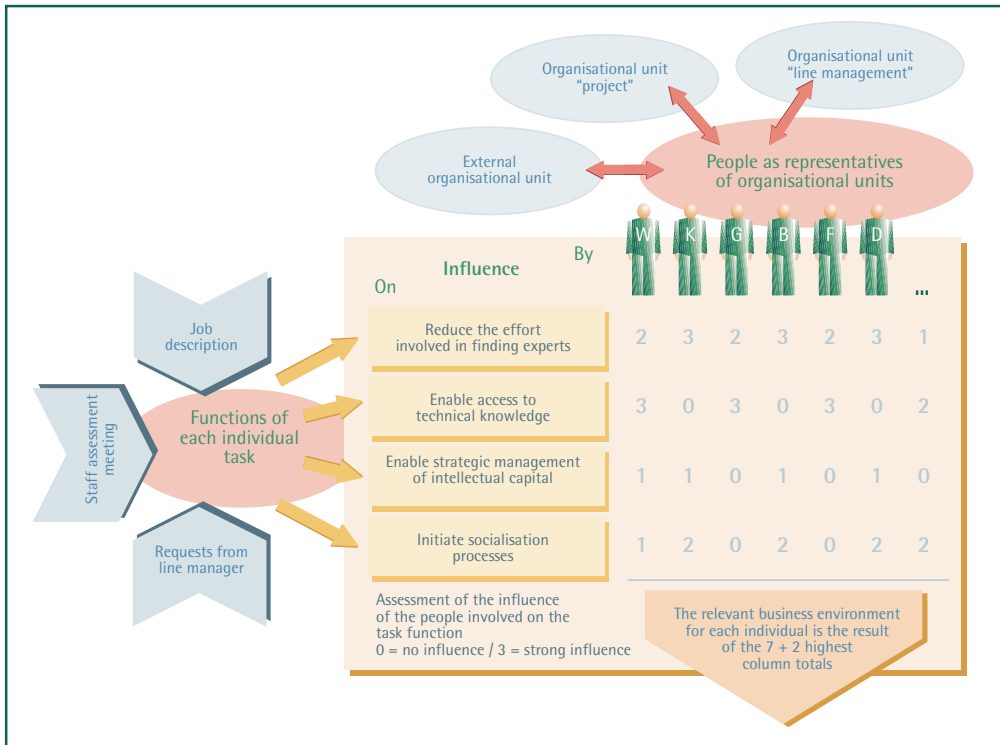 Organisational unit
“project”
Organisational unit
“line management”
External
organisational unit
People as representatives
of organisational units
W K G B F D
...
By
Influence
On
Job
description
Staff assessment
meeting
Functions of
each individual
task
Requests from
line manager
Reduce the effort
involved in finding experts
2 3 2 3 2 3 1
Enable access to
technical knowledge
3 0 3 0 3 0 2
Enable strategic management
of intellectual capital
1 1 0 1 0 1 0
Initiate socialisation
processes
1 2 0 2 0 2 2
Assessment of the influence
of the people involved on the
task function
0 = no influence / 3 = strong influence
The relevant business environment
for each individual is the result
of the 7 + 2 highest
column totals